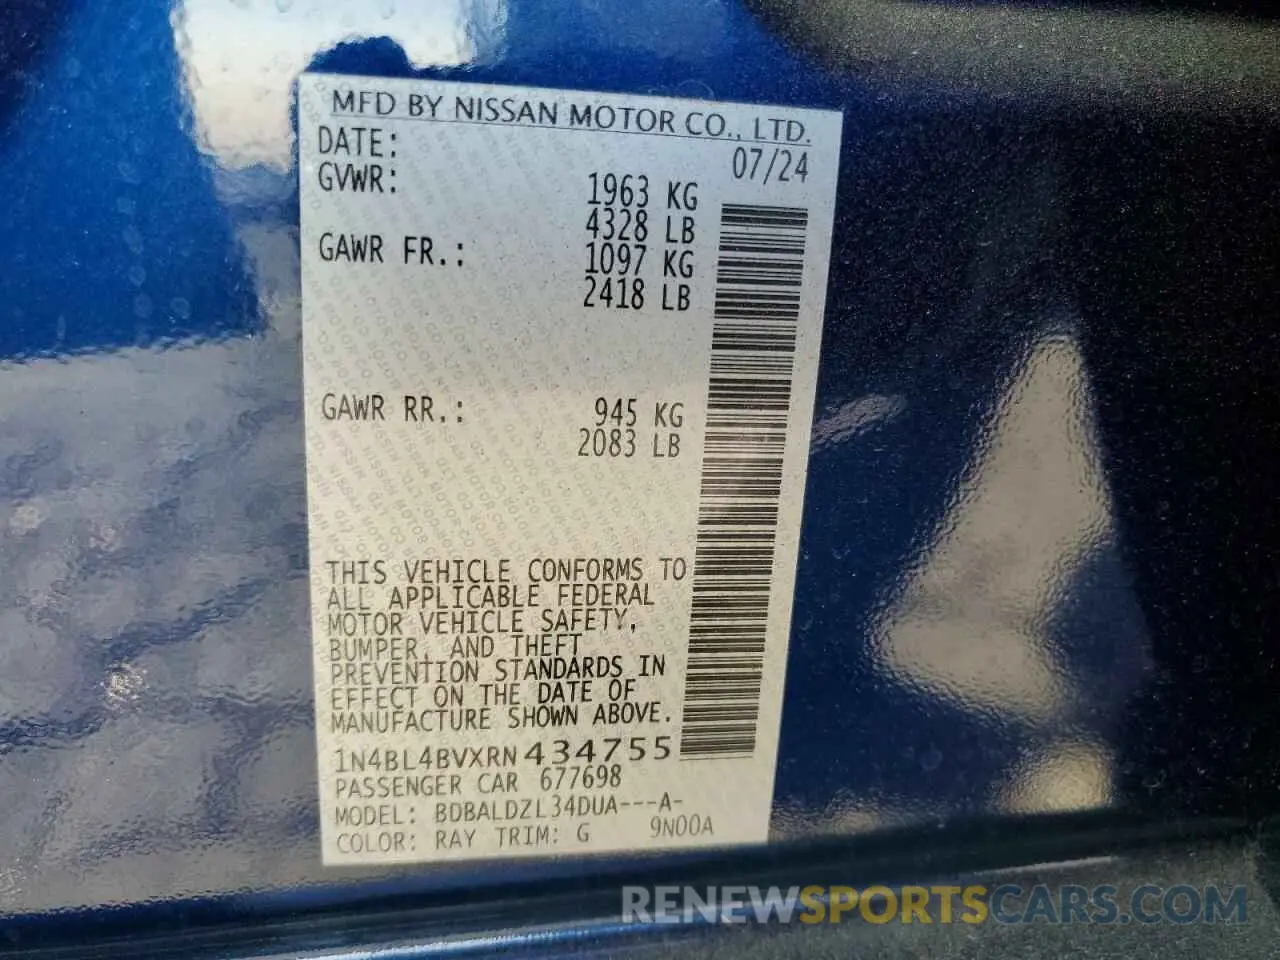 MFD BY NISSAN MOTOR CO., LTD.
DATE: 07/24
GVWR: 1963 KG
4328 LB
GAWR FR.: 1097 KG
2418 LB
GAWR RR.: 945 KG
2083 LB
THIS VEHICLE CONFORMS TO
ALL APPLICABLE FEDERAL
MOTOR VEHICLE SAFETY,
BUMPER, AND THEFT
PREVENTION STANDARDS IN
EFFECT ON THE DATE OF
MANUFACTURE SHOWN ABOVE.
1N4BL4BVXRN434755
PASSENGER CAR 677698
MODEL: BDBALDZL34DUA---A-
COLOR: RAY TRIM: G 9N00A
RENEWSPORTSCARS.COM